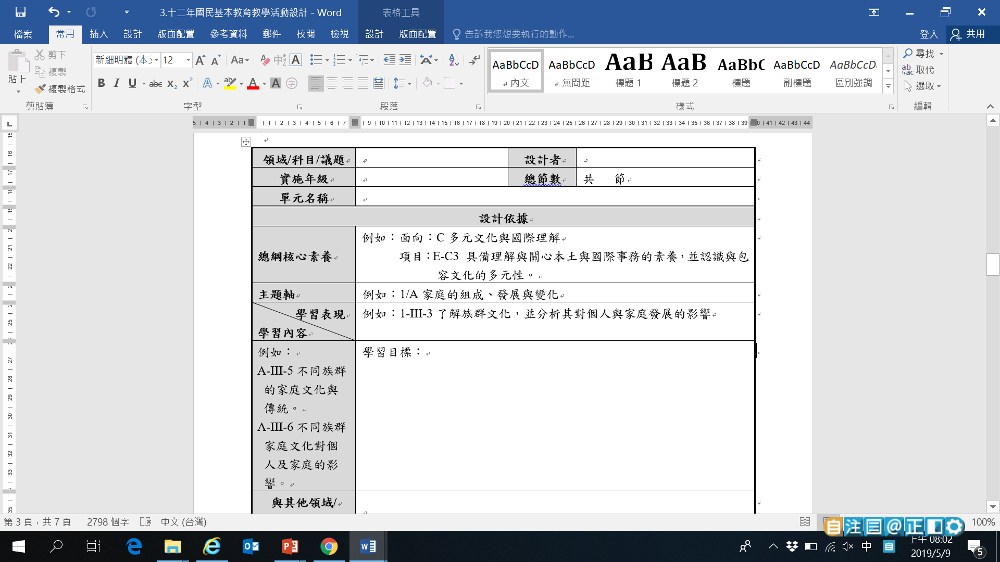 3.十二年國民基本教育教學活動設計 - Word
表格工具
檔案
常用
插入
設計
版面配置
參考資料
郵件
校閱
檢視
設計
版面配置
告訴我您想要執行的動作...
登入
共用
貼上
剪下
複製
複製格式
剪貼簿
新細明體 (本文
12
字型
段落
AaBbCcD
內文
AaBbCcD
無間距
AaB
標題 1
AaB
標題 2
AaBbC
標題
AaBbCcD
副標題
AaBbCcD
區別強調
樣式
尋找
取代
選取
編輯
領域/科目/議題
設計者
實施年級
總節數
共 節
單元名稱
設計依據
總綱核心素養
例如：面向：C 多元文化與國際理解
項目：E-C3 具備理解與關心本土與國際事務的素養，並認識與包
容文化的多元性。
主題軸
例如：1/A 家庭的組成、發展與變化
學習表現
學習內容
例如：1-III-3 了解族群文化，並分析其對個人與家庭發展的影響
例如：
A-III-5 不同族群
的家庭文化與
傳統。
A-III-6 不同族群
家庭文化對個
人及家庭的影
響。
學習目標：
與其他領域/
第 3 頁，共 7 頁
2798 個字
中文 (台灣)
100%
自注目@正
中
自
上午 08:02
2019/5/9
5